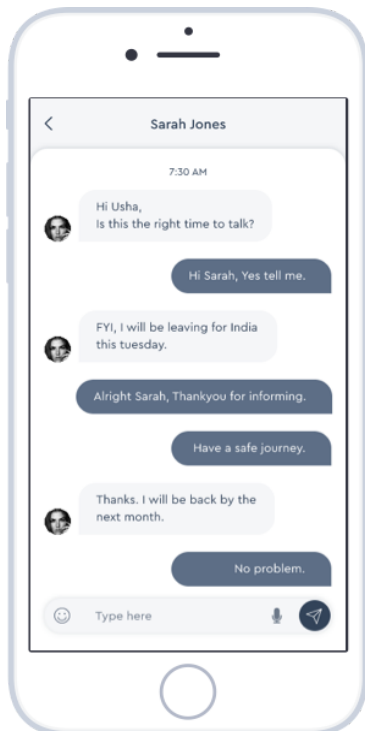 Sarah Jones
7:30 AM
Hi Usha,
Is this the right time to talk?
Hi Sarah, Yes tell me.
FYI, I will be leaving for India
this tuesday.
Alright Sarah, Thankyou for informing.
Have a safe journey.
Thanks. I will be back by the
next month.
No problem.
Type here